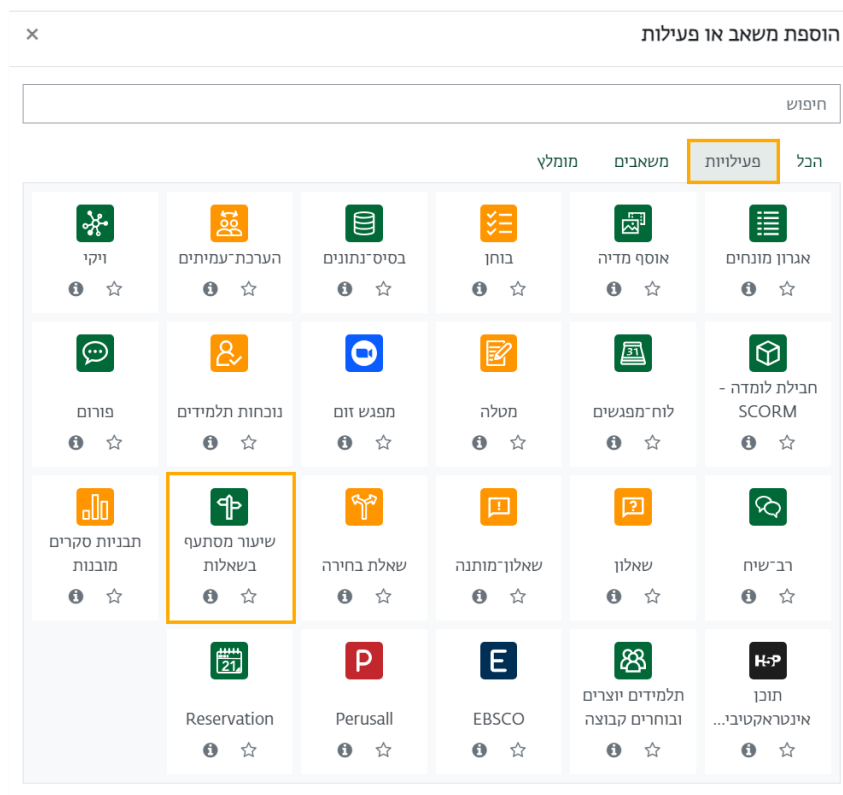 הוספת משאב או פעילות
×
חיפוש
הכל פעילויות משאבים מומלץ
אגרון מונחים
אוסף מדיה
בוחן
בסיס־נתונים
הערכת־עמיתים
ויקי
31
חבילת לומדה -
SCORM
לוח־מפגשים
מטלה
מפגש זום
נוכחות תלמידים
פורום
רב־שיח
?
שאלון
!
שאלון־מותנה
שאלת בחירה
שיעור מסתעף
בשאלות
תבניות סקרים
מובנות
H5P
תוכן
אינטראקטיבי...
תלמידים יוצרים
ובוחרים קבוצה
E
EBSCO
P
Perusall
21
Reservation